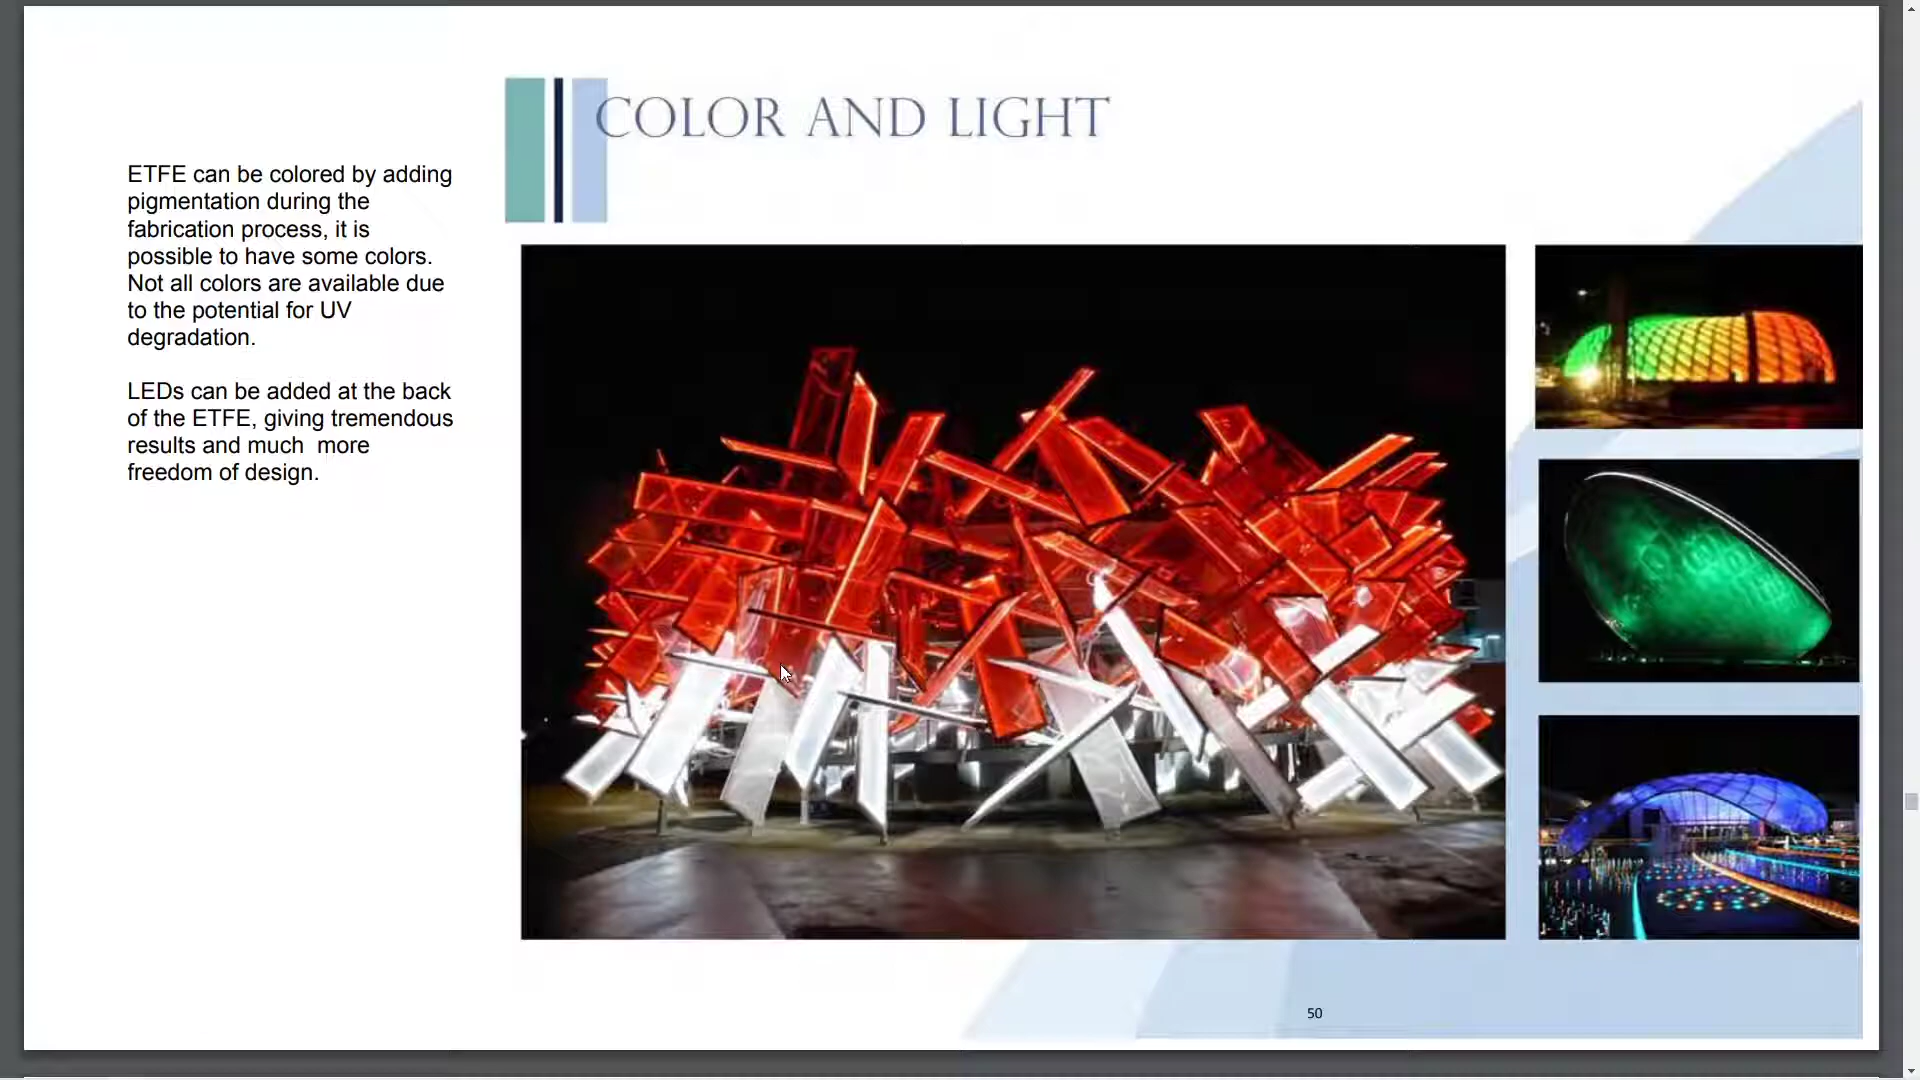 COLOR AND LIGHT
ETFE can be colored by adding
pigmentation during the
fabrication process, it is
possible to have some colors.
Not all colors are available due
to the potential for UV
degradation.
LEDs can be added at the back
of the ETFE, giving tremendous
results and much  more
freedom of design.
50